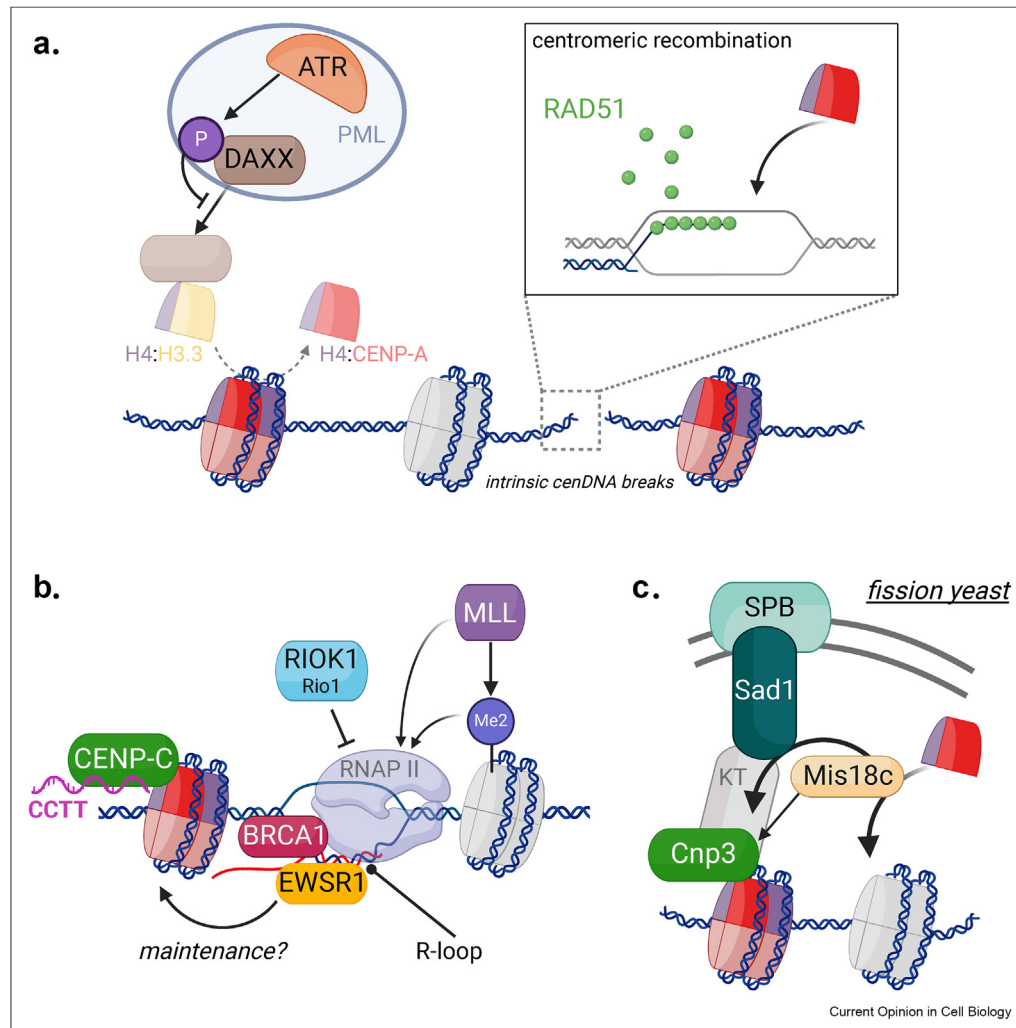 a.
ATR
P
DAXX
PML
H4:H3.3
H4:CENP-A
centromeric recombination
RAD51
intrinsic cenDNA breaks
b.
MLL
RIOK1
Rio1
Me2
CENP-C
RNAP II
CCTT
BRCA1
EWSR1
maintenance?
R-loop
c.
fission yeast
SPB
Sad1
KT
Mis18c
Cnp3
Current Opinion in Cell Biology